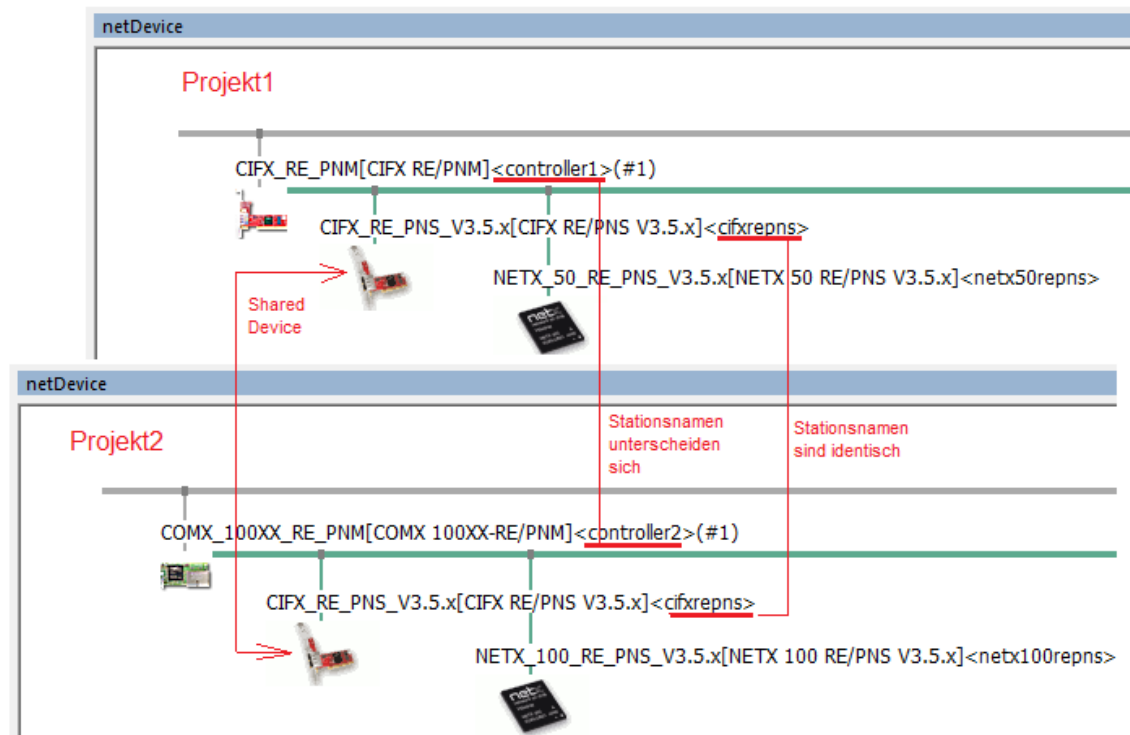 netDevice
Projekt1
CIFX_RE_PNM[CIFX RE/PNM]<controller1>(#1)
CIFX_RE_PNS_V3.5.x[CIFX RE/PNS V3.5.x]<cifxrepns>
NETX_50_RE_PNS_V3.5.x[NETX 50 RE/PNS V3.5.x]<netx50repns>
Shared
Device
netX
netDevice
Projekt2
Stationsnamen
unterscheiden
sich
Stationsnamen
sind identisch
COMX_100XX_RE_PNM[COMX 100XX-RE/PNM]<controller2>(#1)
CIFX_RE_PNS_V3.5.x[CIFX RE/PNS V3.5.x]<cifxrepns>
NETX_100_RE_PNS_V3.5.x[NETX 100 RE/PNS V3.5.x]<netx100repns>
netX